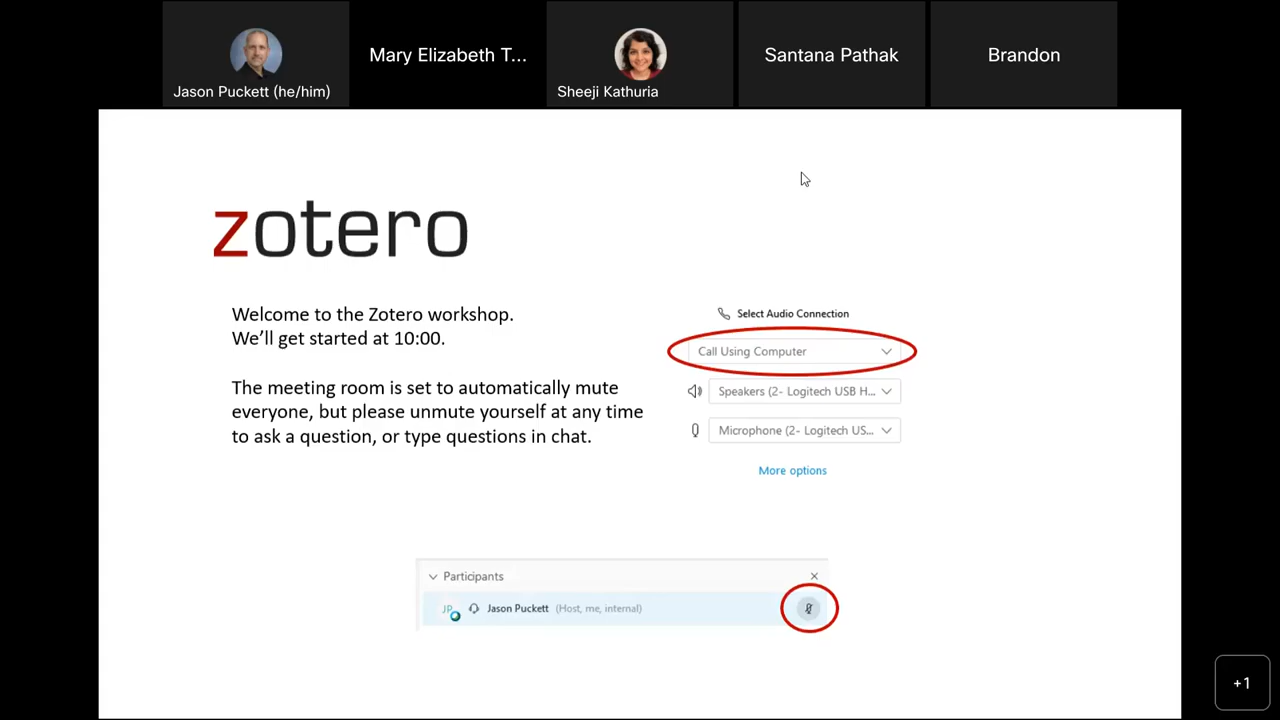 Jason Puckett (he/him)
Mary Elizabeth T...
Sheeji Kathuria
Santana Pathak
Brandon
zotero
Welcome to the Zotero workshop.
We'll get started at 10:00.
The meeting room is set to automatically mute
everyone, but please unmute yourself at any time
to ask a question, or type questions in chat.
Select Audio Connection
Call Using Computer
Speakers (2- Logitech USB H...
Microphone (2- Logitech US...
More options
Participants
JP Jason Puckett (Host, me, internal)
+1